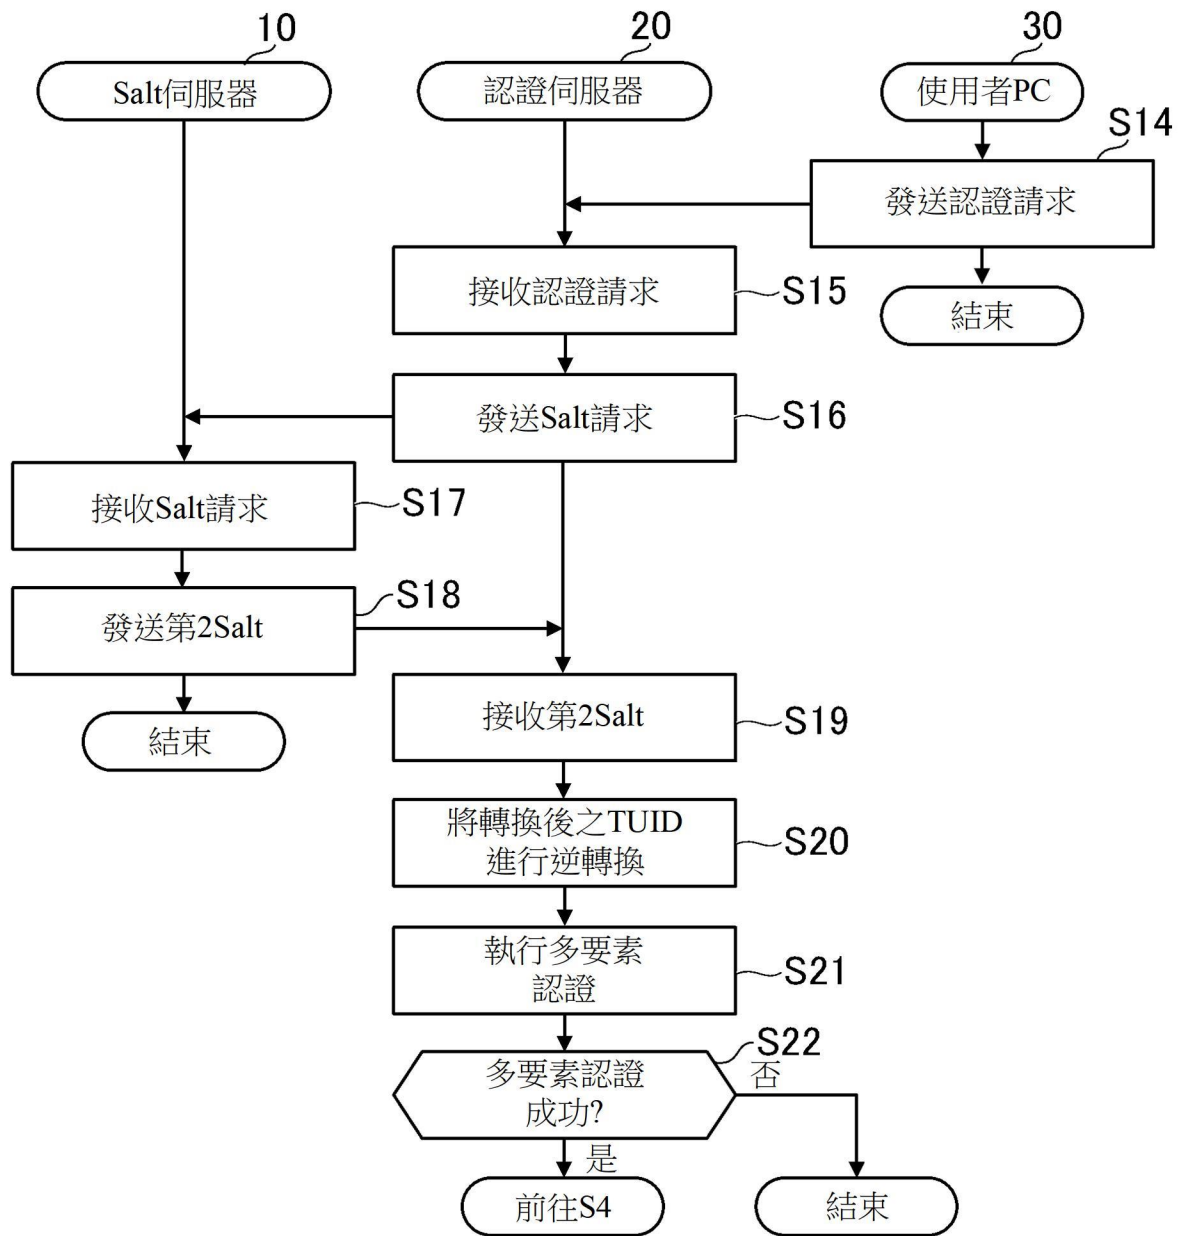 10
20
30
Salt伺服器
認證伺服器
使用者PC
S14
發送認證請求
接收認證請求
S15
結束
發送Salt請求
S16
接收Salt請求
S17
發送第2Salt
S18
接收第2Salt
S19
結束
將轉換後之TUID
進行逆轉換
S20
執行多要素
認證
S21
S22
多要素認證
成功?
否
是
前往S4
結束